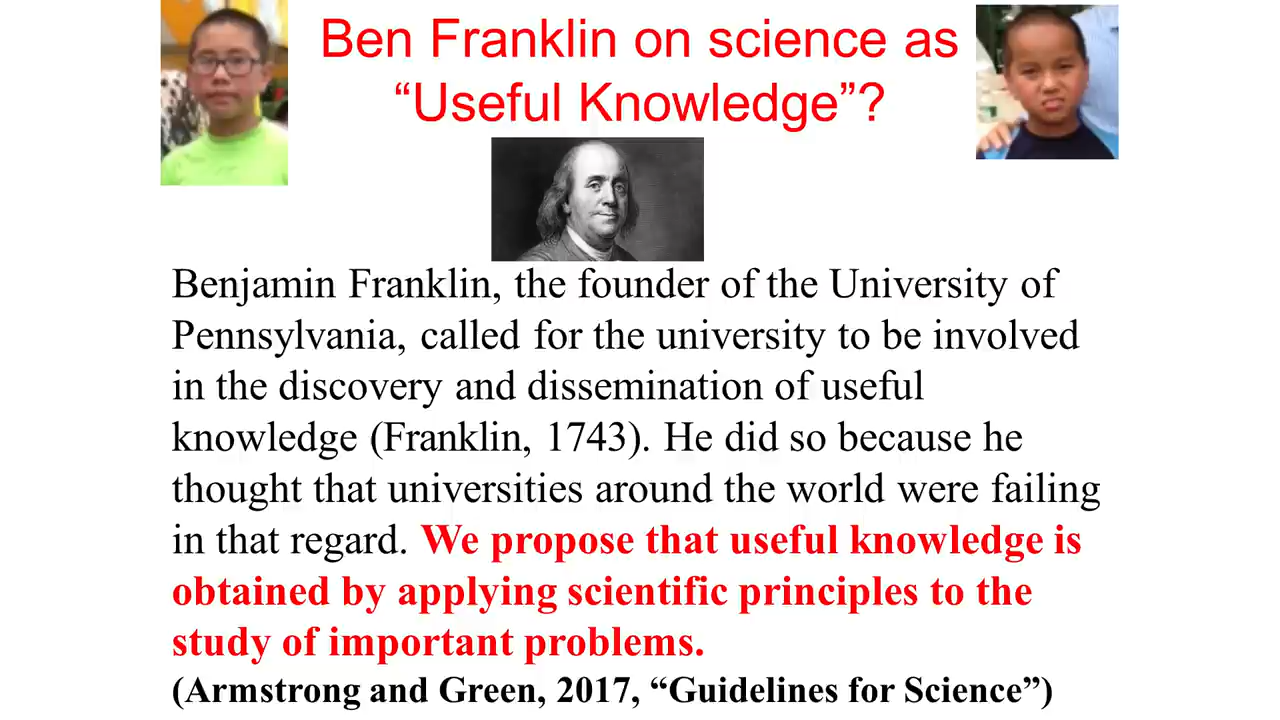 Ben Franklin on science as
“Useful Knowledge”?
Benjamin Franklin, the founder of the University of
Pennsylvania, called for the university to be involved
in the discovery and dissemination of useful
knowledge (Franklin, 1743). He did so because he
thought that universities around the world were failing
in that regard. We propose that useful knowledge is
obtained by applying scientific principles to the
study of important problems.
(Armstrong and Green, 2017, “Guidelines for Science”)